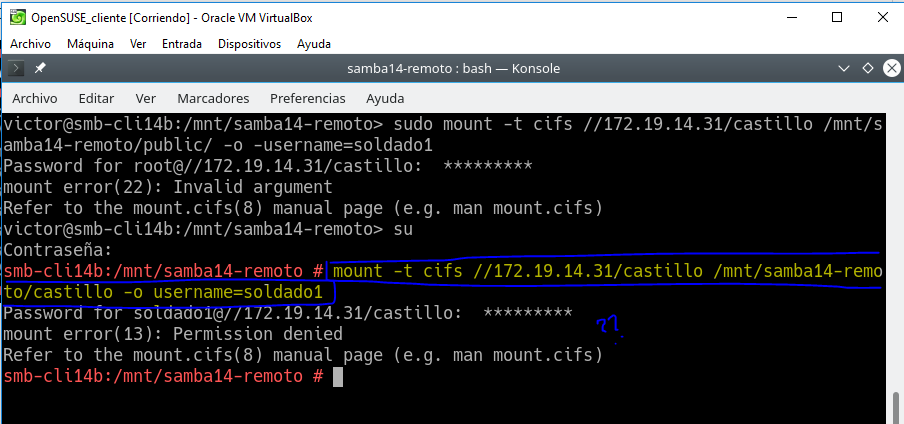 OpenSUSE_cliente [Corriendo] - Oracle VM VirtualBox
Archivo Máquina Ver Entrada Dispositivos Ayuda
samba14-remoto : bash — Konsole
Archivo Editar Ver Marcadores Preferencias Ayuda
victor@smb-cli14b:/mnt/samba14-remoto> sudo mount -t cifs //172.19.14.31/castillo /mnt/s
amba14-remoto/public/ -o -username=soldado1
Password for root@//172.19.14.31/castillo:  *********
mount error(22): Invalid argument
Refer to the mount.cifs(8) manual page (e.g. man mount.cifs)
victor@smb-cli14b:/mnt/samba14-remoto> su
Contraseña:
smb-cli14b:/mnt/samba14-remoto # mount -t cifs //172.19.14.31/castillo /mnt/samba14-remo
to/castillo -o username=soldado1
Password for soldado1@//172.19.14.31/castillo:  *********
mount error(13): Permission denied
??
Refer to the mount.cifs(8) manual page (e.g. man mount.cifs)
smb-cli14b:/mnt/samba14-remoto #